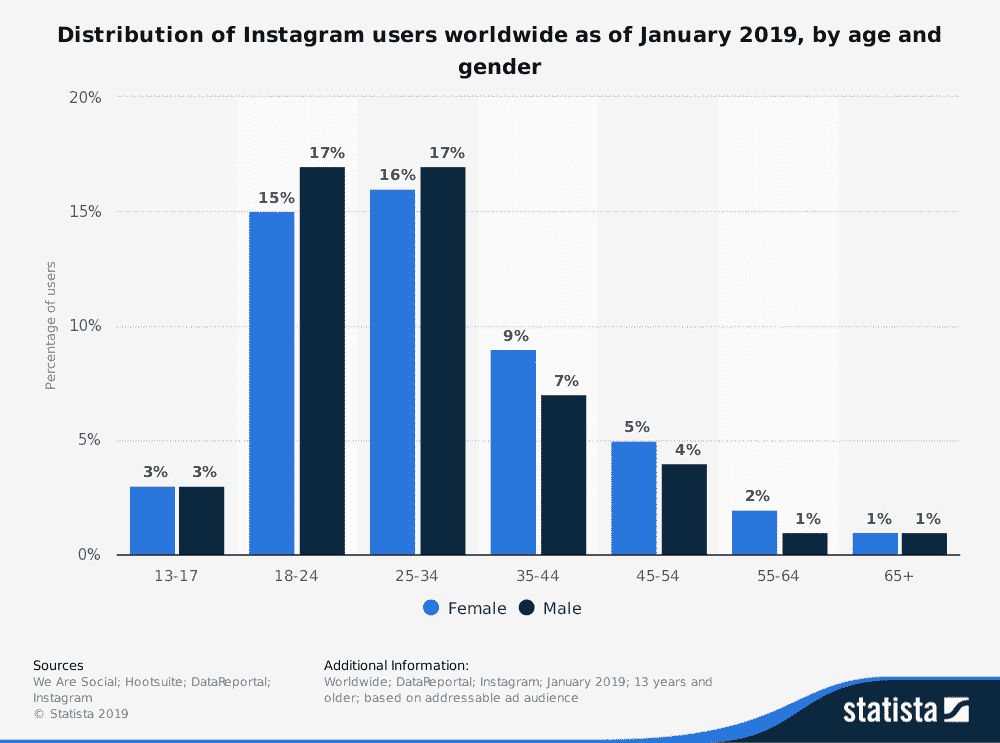 Distribution of Instagram users worldwide as of January 2019, by age and
gender
20%
15%
10%
5%
0%
Percentage of users
3%
3%
15%
17%
16%
17%
9%
7%
5%
4%
2%
1%
1%
1%
13-17
18-24
25-34
35-44
45-54
55-64
65+
Female
Male
Sources
We Are Social; Hootsuite; DataReportal;
Instagram
© Statista 2019
Additional Information:
Worldwide; DataReportal; Instagram; January 2019; 13 years and
older; based on addressable ad audience
statista